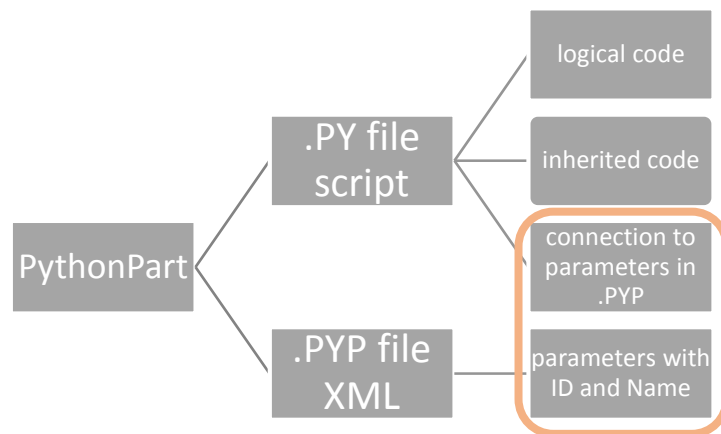 PythonPart
.PY file
script
logical code
inherited code
connection to
parameters in
.PYP
.PYP file
XML
parameters with
ID and Name